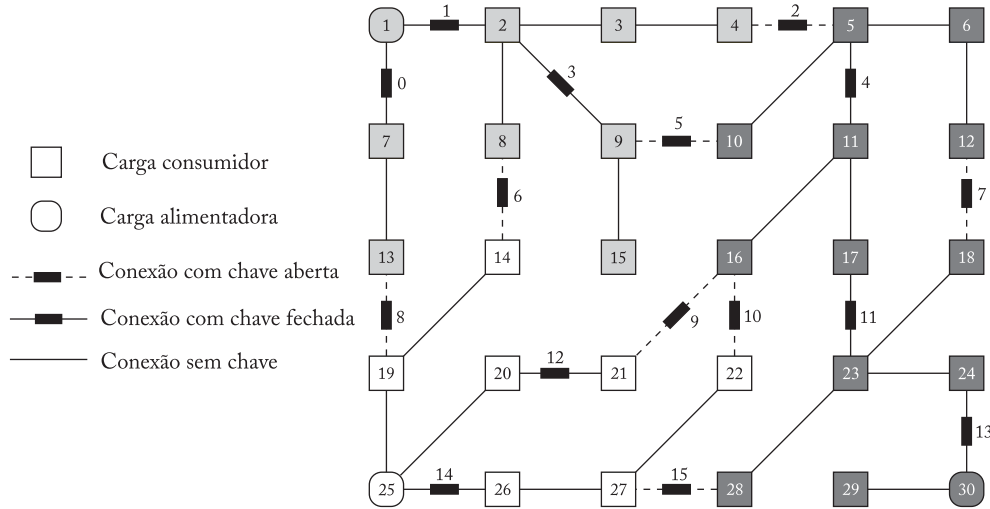 1
2
1 2 3 4 5 6
3
0
4
5
7 8 9 10 11 12
Carga consumidor
6
7
Carga alimentadora
13 14 15 16 17 18
Conexão com chave aberta
Conexão com chave fechada
8
9
10
11
Conexão sem chave
12
19 20 21 22 23 24
13
14
15
25 26 27 28 29 30